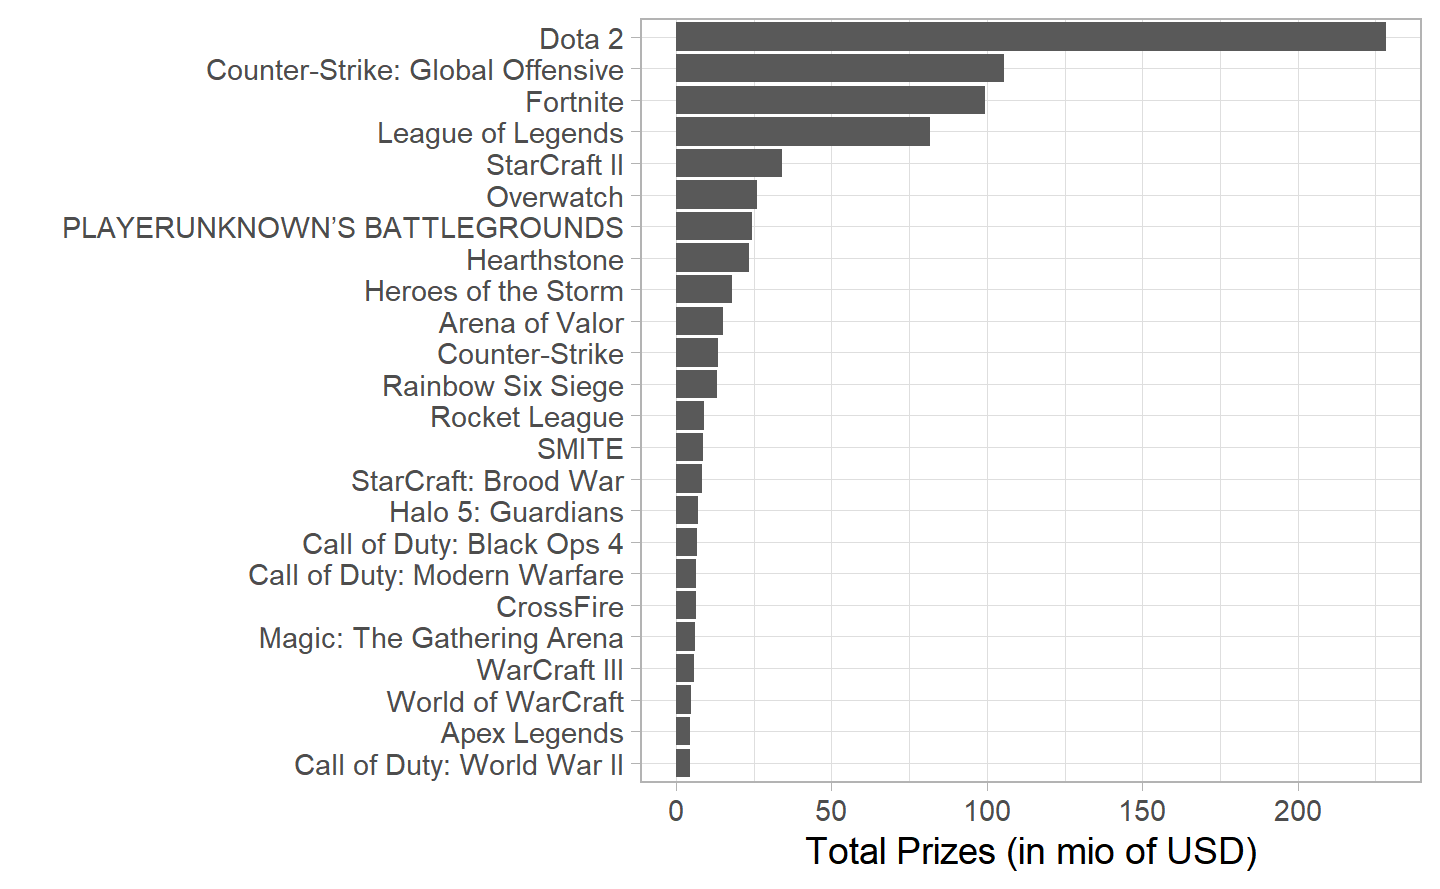 Dota 2
Counter-Strike: Global Offensive
Fortnite
League of Legends
StarCraft II
Overwatch
PLAYERUNKNOWN’S BATTLEGROUNDS
Hearthstone
Heroes of the Storm
Arena of Valor
Counter-Strike
Rainbow Six Siege
Rocket League
SMITE
StarCraft: Brood War
Halo 5: Guardians
Call of Duty: Black Ops 4
Call of Duty: Modern Warfare
CrossFire
Magic: The Gathering Arena
WarCraft III
World of WarCraft
Apex Legends
Call of Duty: World War II
0 50 100 150 200
Total Prizes (in mio of USD)